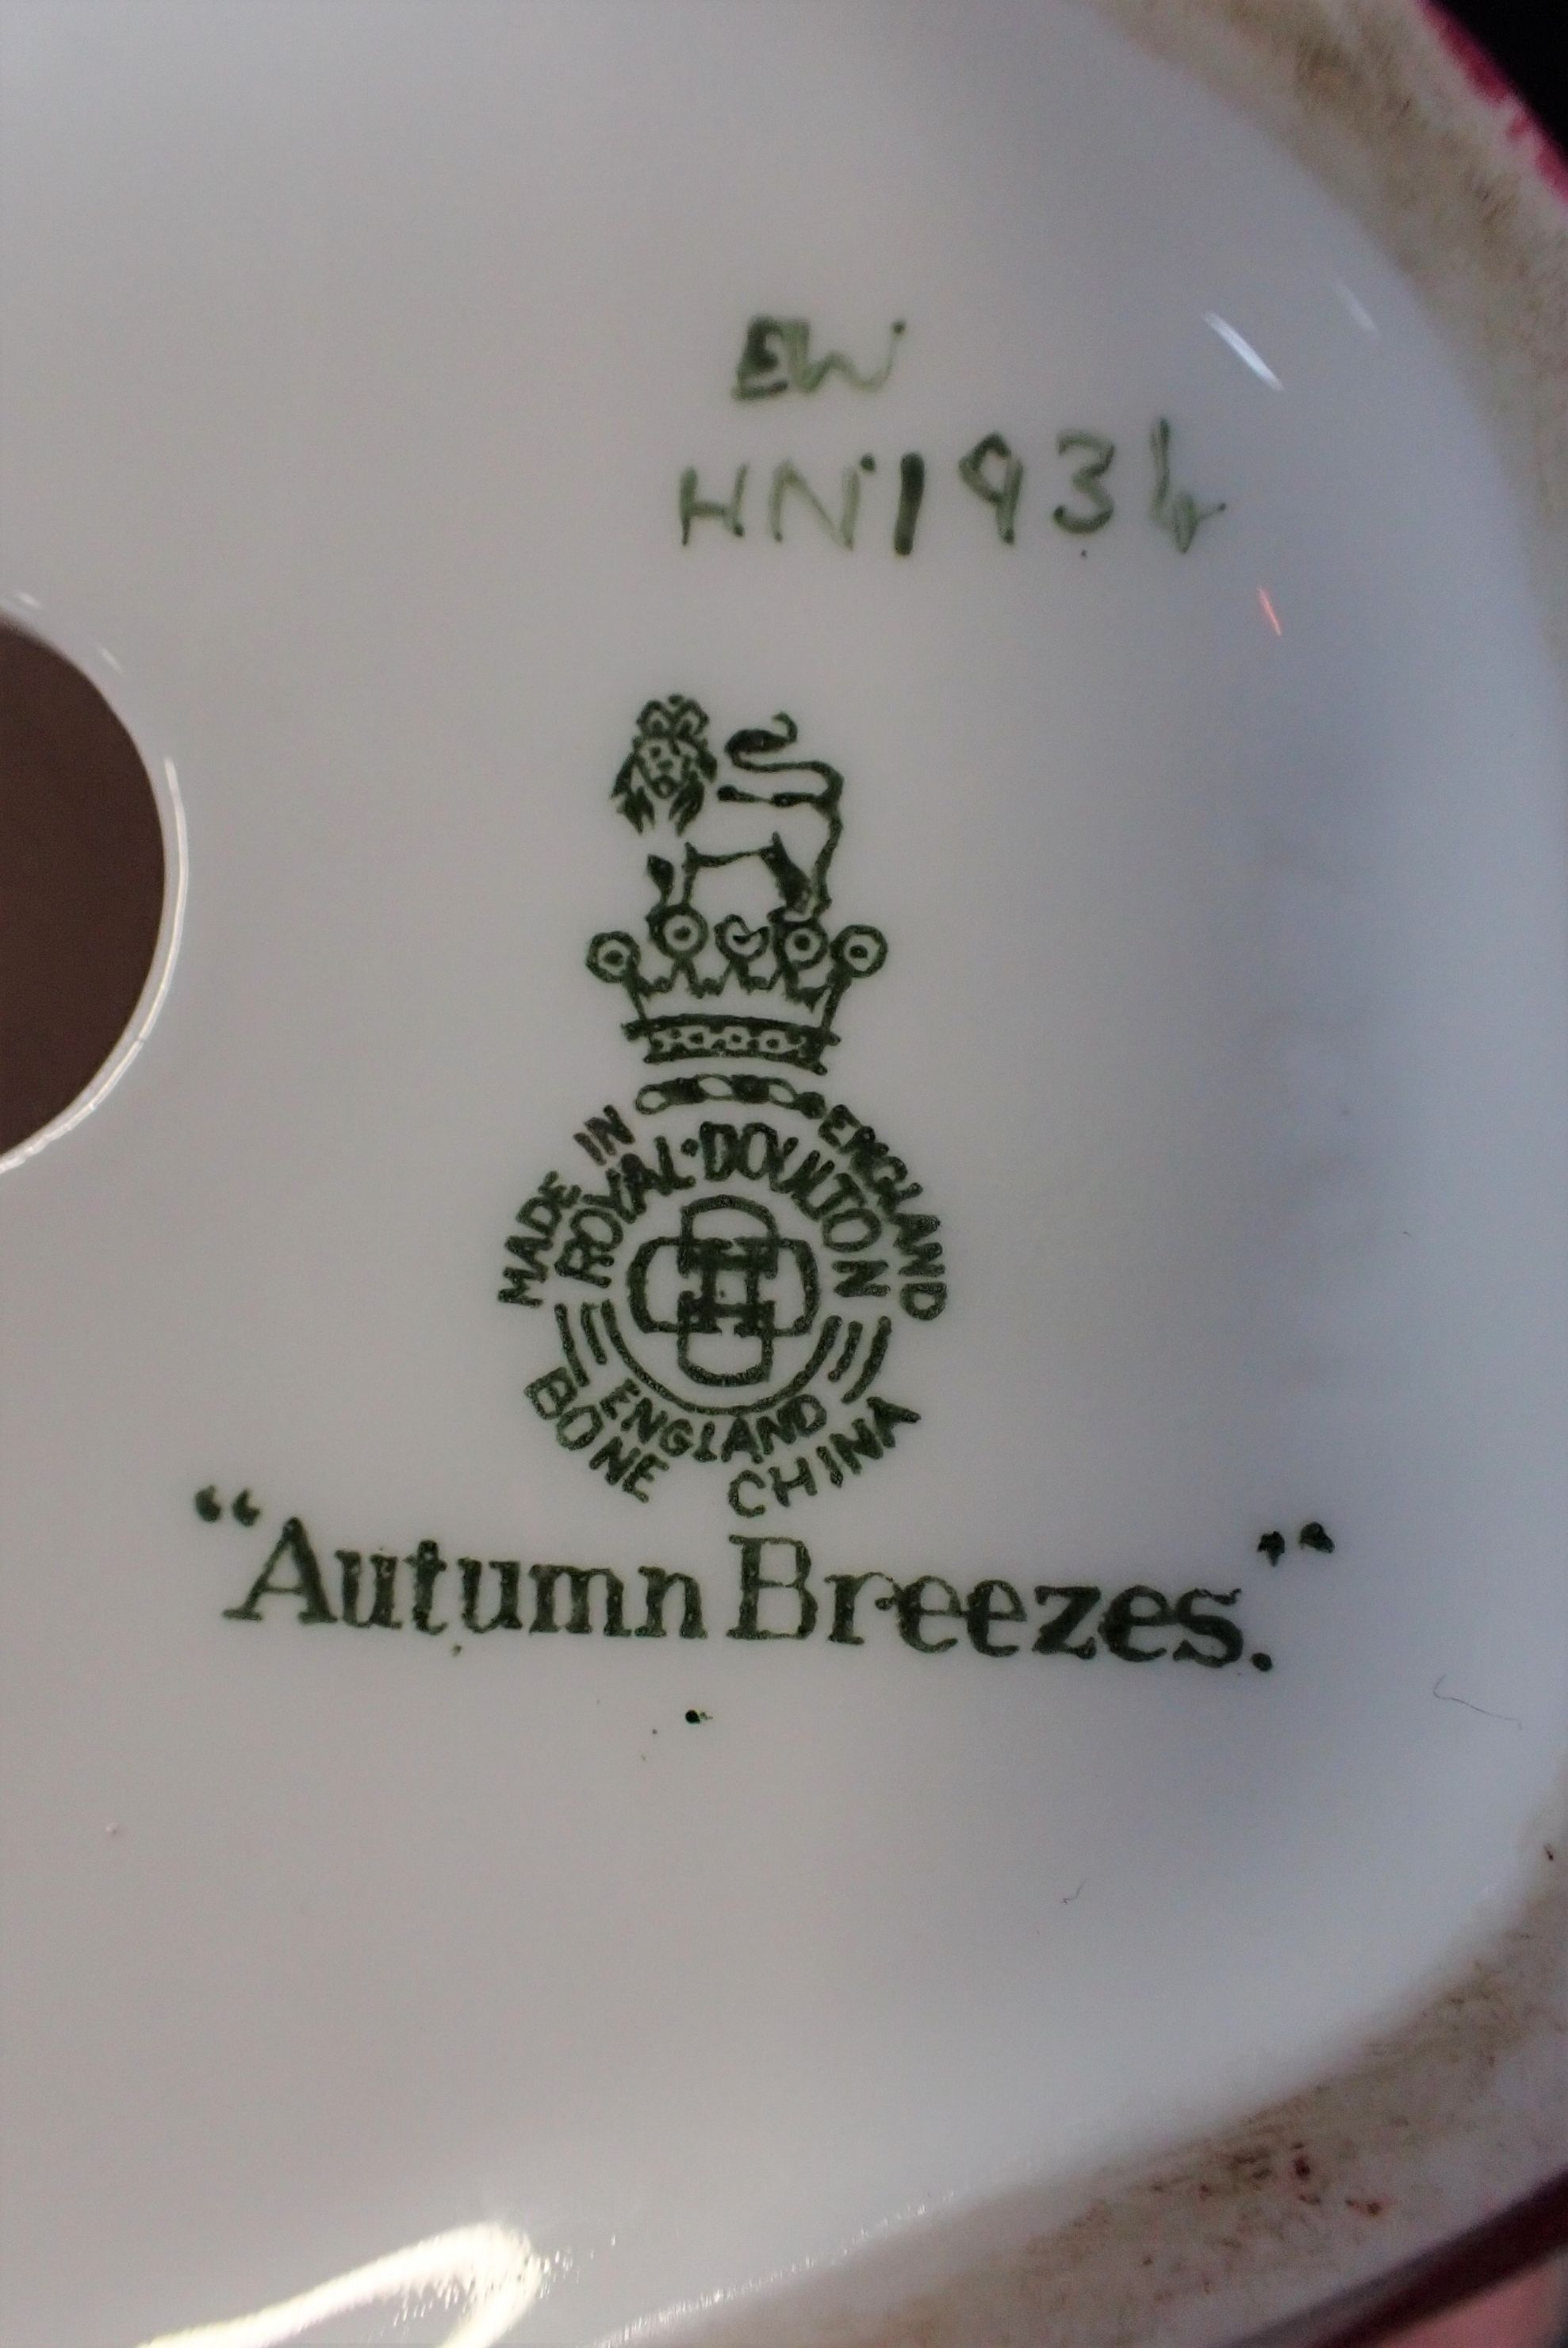 EW
HN1934
MADE IN ENGLAND
ROYAL·DOULTON
ENGLAND
BONE CHINA
“Autumn Breezes.”